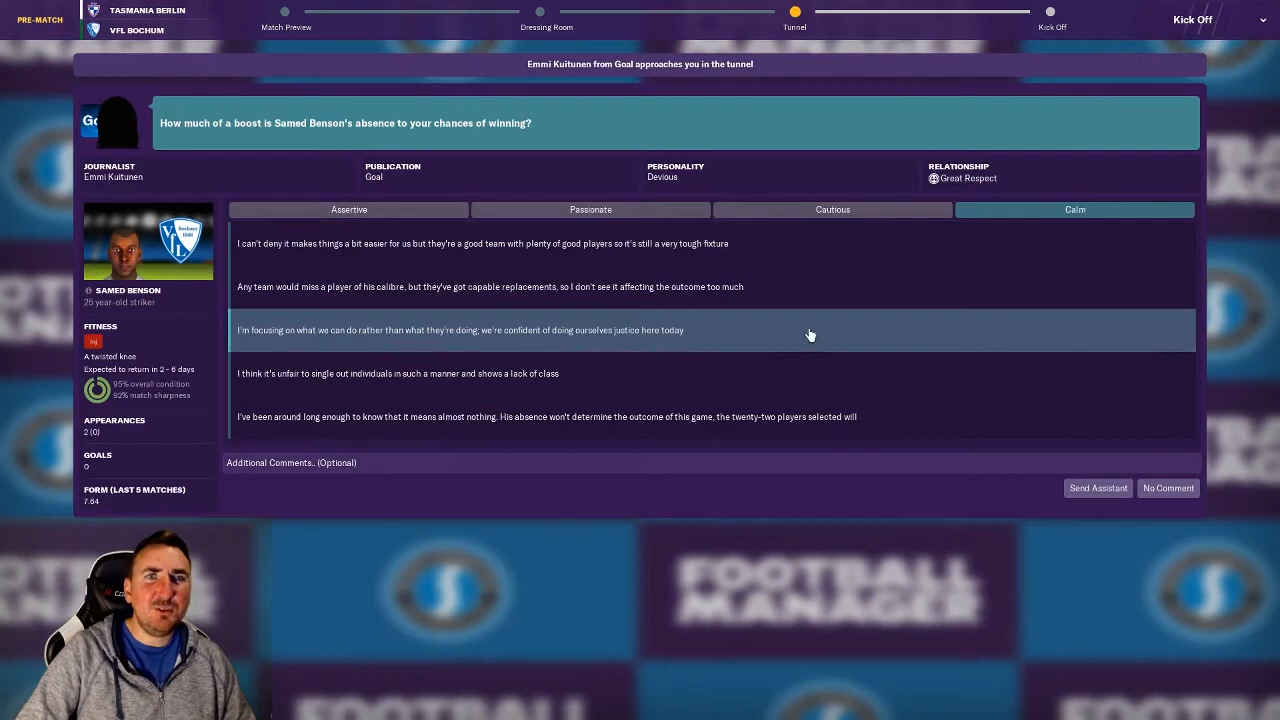 PRE-MATCH
TASMANIA BERLIN
VFL BOCHUM
Match Preview
Dressing Room
Tunnel
Kick Off
Kick Off
Emmi Kuitunen from Goal approaches you in the tunnel
How much of a boost is Samed Benson's absence to your chances of winning?
JOURNALIST
Emmi Kuitunen
PUBLICATION
Goal
PERSONALITY
Devious
RELATIONSHIP
Great Respect
Assertive
Passionate
Cautious
Calm
I can't deny it makes things a bit easier for us but they're a good team with plenty of good players so it's still a very tough fixture
Any team would miss a player of his calibre, but they've got capable replacements, so I don't see it affecting the outcome too much
I'm focusing on what we can do rather than what they're doing; we're confident of doing ourselves justice here today
I think it's unfair to single out individuals in such a manner and shows a lack of class
I've been around long enough to know that it means almost nothing. His absence won't determine the outcome of this game, the twenty-two players selected will
SAMED BENSON
25 year-old striker
FITNESS
Inj
A twisted knee
Expected to return in 2 - 6 days
95% overall condition
92% match sharpness
APPEARANCES
2 (0)
GOALS
0
FORM (LAST 5 MATCHES)
7.64
Additional Comments.. (Optional)
Send Assistant
No Comment
FOOTBALL
MANAGER